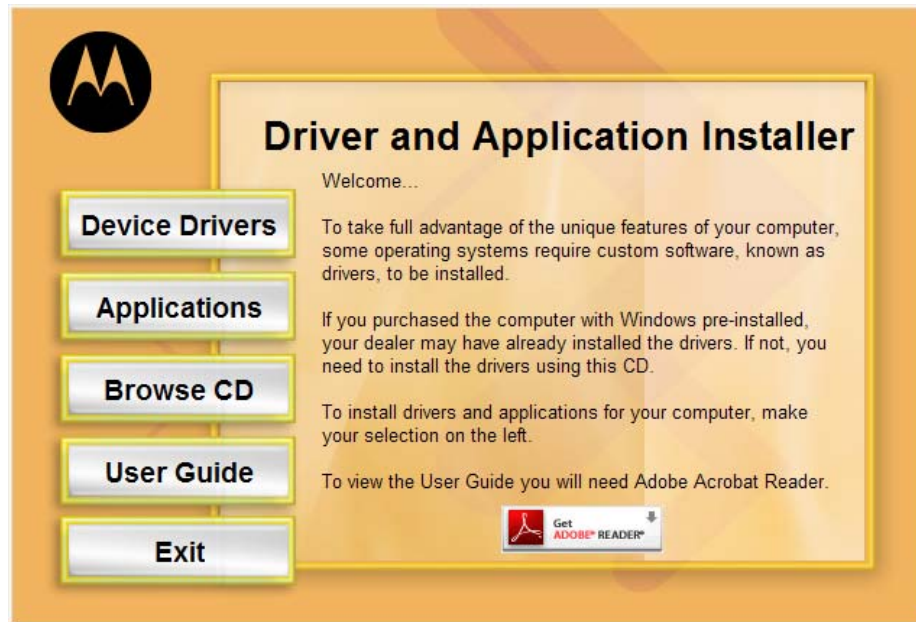 Driver and Application Installer
Welcome...
To take full advantage of the unique features of your computer,
some operating systems require custom software, known as
drivers, to be installed.
If you purchased the computer with Windows pre-installed,
your dealer may have already installed the drivers. If not, you
need to install the drivers using this CD.
To install drivers and applications for your computer, make
your selection on the left.
To view the User Guide you will need Adobe Acrobat Reader.
Get
ADOBE® READER®
Device Drivers
Applications
Browse CD
User Guide
Exit